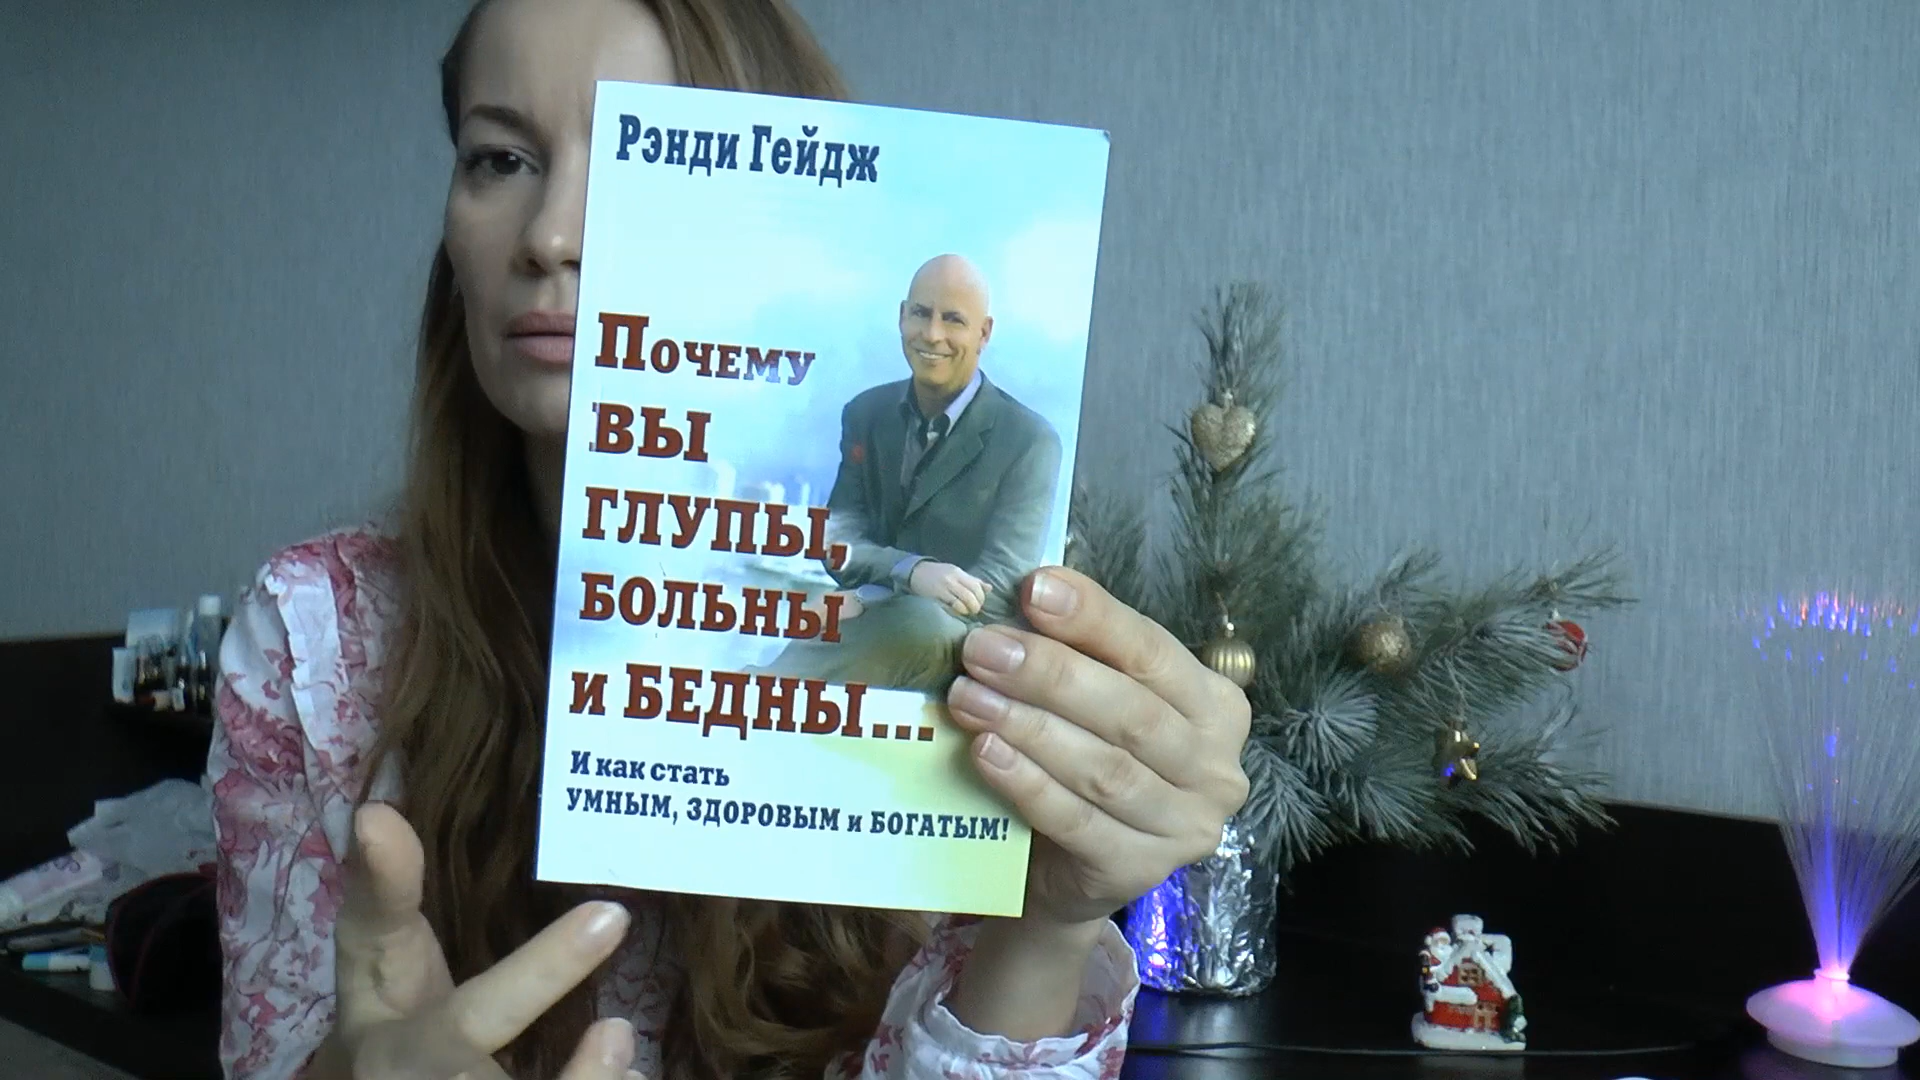 Рэнди Гейдж
Почему
ВЫ
ГЛУПЫ,
БОЛЬНЫ
и БЕДНЫ...
И как стать
УМНЫМ, ЗДОРОВЫМ и БОГАТЫМ!